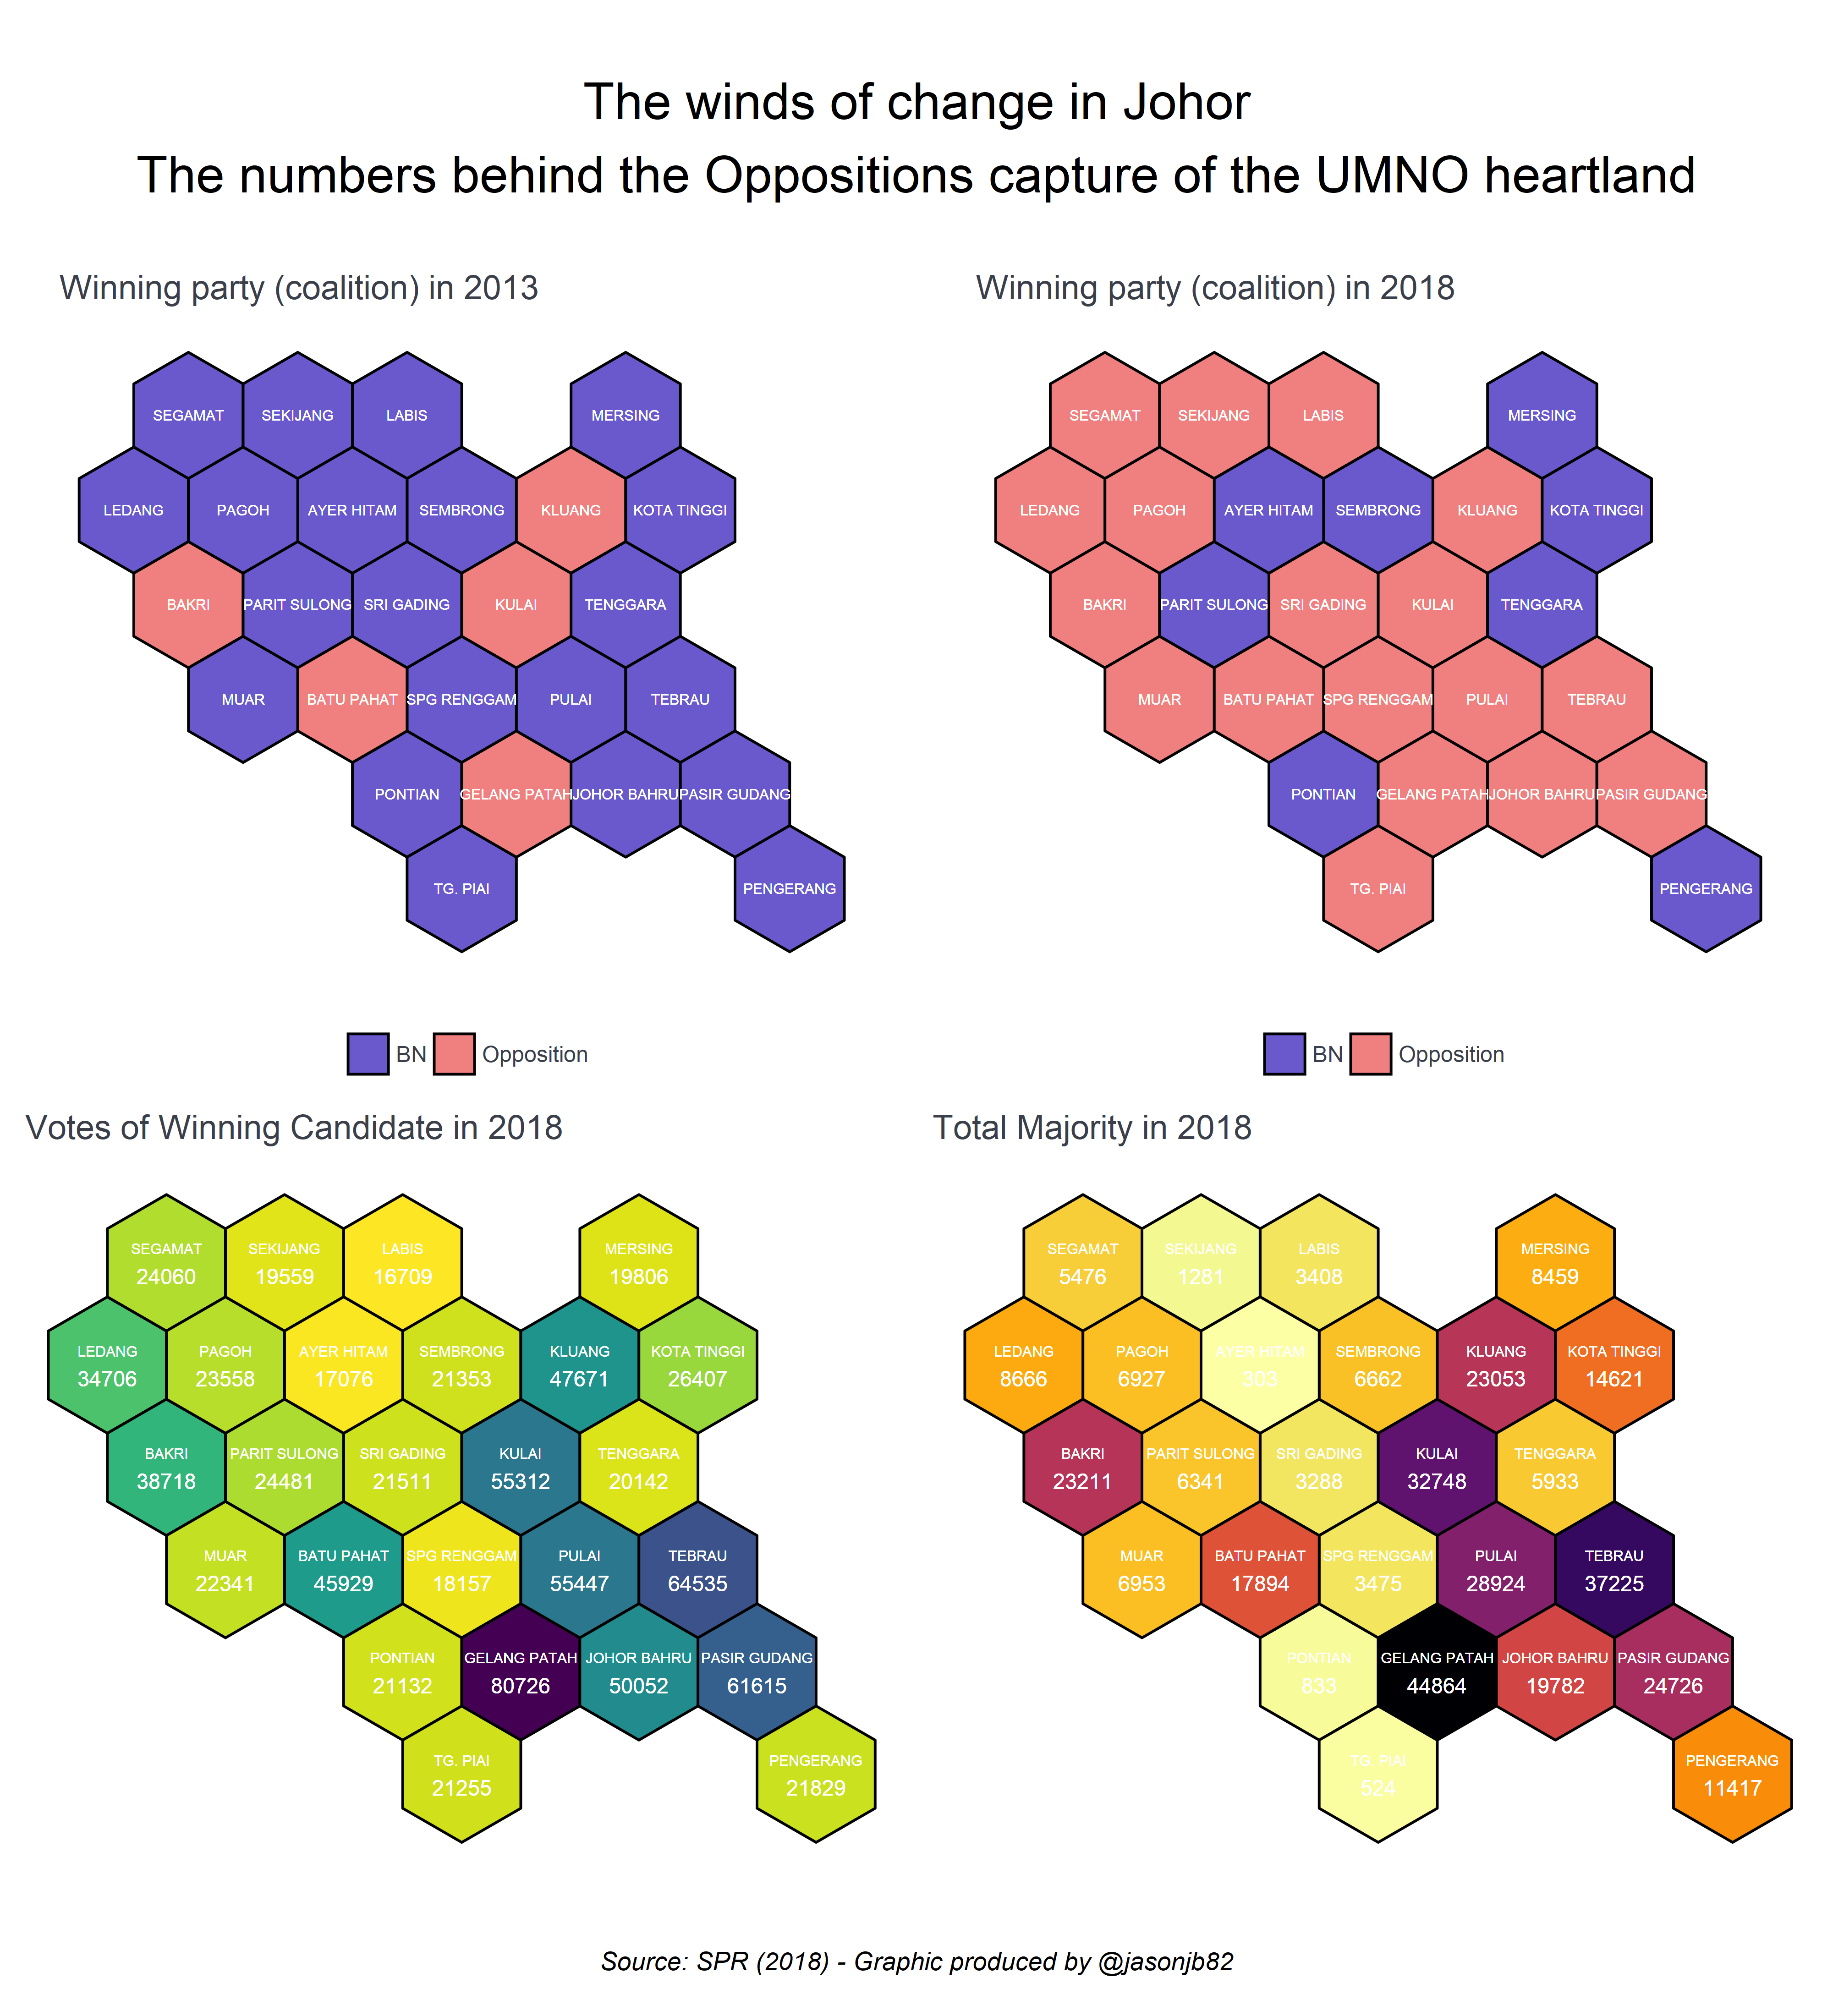 The winds of change in Johor
The numbers behind the Oppositions capture of the UMNO heartland
Winning party (coalition) in 2013
SEGAMAT SEKIJANG LABIS MERSING
LEDANG PAGOH AYER HITAM SEMBRONG KLUANG KOTA TINGGI
BAKRI PARIT SULONG SRI GADING KULAI TENGGARA
MUAR BATU PAHAT SPG RENGGAM PULAI TEBRAU
PONTIAN GELANG PATAH JOHOR BAHRU PASIR GUDANG
TG. PIAI PENGERANG
BN Opposition
Winning party (coalition) in 2018
SEGAMAT SEKIJANG LABIS MERSING
LEDANG PAGOH AYER HITAM SEMBRONG KLUANG KOTA TINGGI
BAKRI PARIT SULONG SRI GADING KULAI TENGGARA
MUAR BATU PAHAT SPG RENGGAM PULAI TEBRAU
PONTIAN GELANG PATAH JOHOR BAHRU PASIR GUDANG
TG. PIAI PENGERANG
BN Opposition
Votes of Winning Candidate in 2018
SEGAMAT SEKIJANG LABIS MERSING
24060 19559 16709 19806
LEDANG PAGOH AYER HITAM SEMBRONG KLUANG KOTA TINGGI
34706 23558 17076 21353 47671 26407
BAKRI PARIT SULONG SRI GADING KULAI TENGGARA
38718 24481 21511 55312 20142
MUAR BATU PAHAT SPG RENGGAM PULAI TEBRAU
22341 45929 18157 55447 64535
PONTIAN GELANG PATAH JOHOR BAHRU PASIR GUDANG
21132 80726 50052 61615
TG. PIAI PENGERANG
21255 21829
Total Majority in 2018
SEGAMAT SEKIJANG LABIS MERSING
5476 1281 3408 8459
LEDANG PAGOH AYER HITAM SEMBRONG KLUANG KOTA TINGGI
8666 6927 303 6662 23053 14621
BAKRI PARIT SULONG SRI GADING KULAI TENGGARA
23211 6341 3288 32748 5933
MUAR BATU PAHAT SPG RENGGAM PULAI TEBRAU
6953 17894 3475 28924 37225
PONTIAN GELANG PATAH JOHOR BAHRU PASIR GUDANG
833 44864 19782 24726
TG. PIAI PENGERANG
524 11417
Source: SPR (2018) - Graphic produced by @jasonjb82